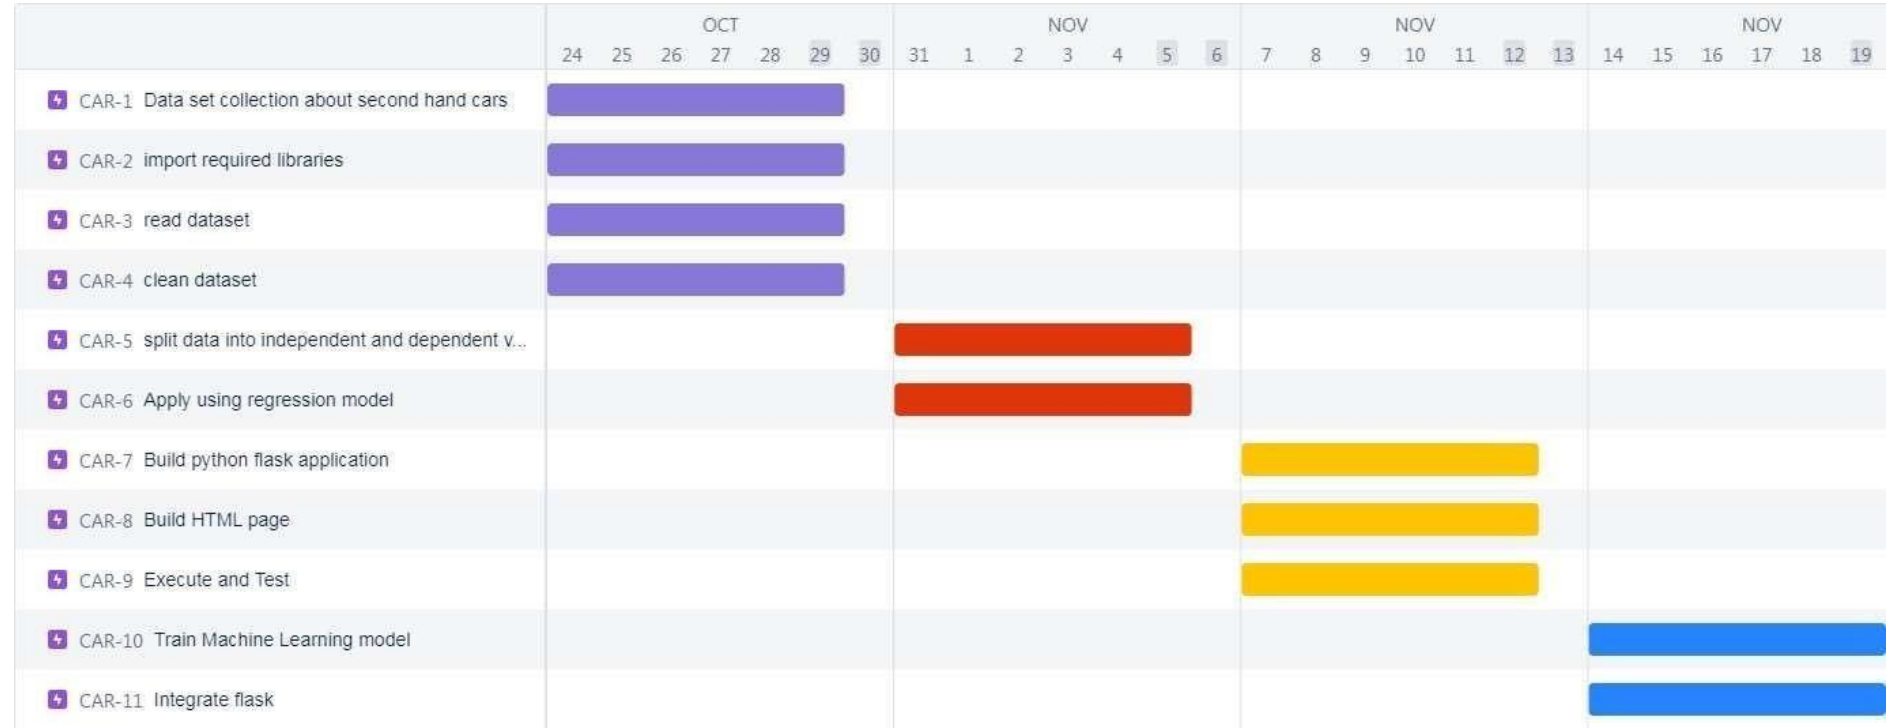 OCT NOV NOV NOV
24 25 26 27 28 29 30 31 1 2 3 4 5 6 7 8 9 10 11 12 13 14 15 16 17 18 19
CAR-1 Data set collection about second hand cars
CAR-2 import required libraries
CAR-3 read dataset
CAR-4 clean dataset
CAR-5 split data into independent and dependent v...
CAR-6 Apply using regression model
CAR-7 Build python flask application
CAR-8 Build HTML page
CAR-9 Execute and Test
CAR-10 Train Machine Learning model
CAR-11 Integrate flask